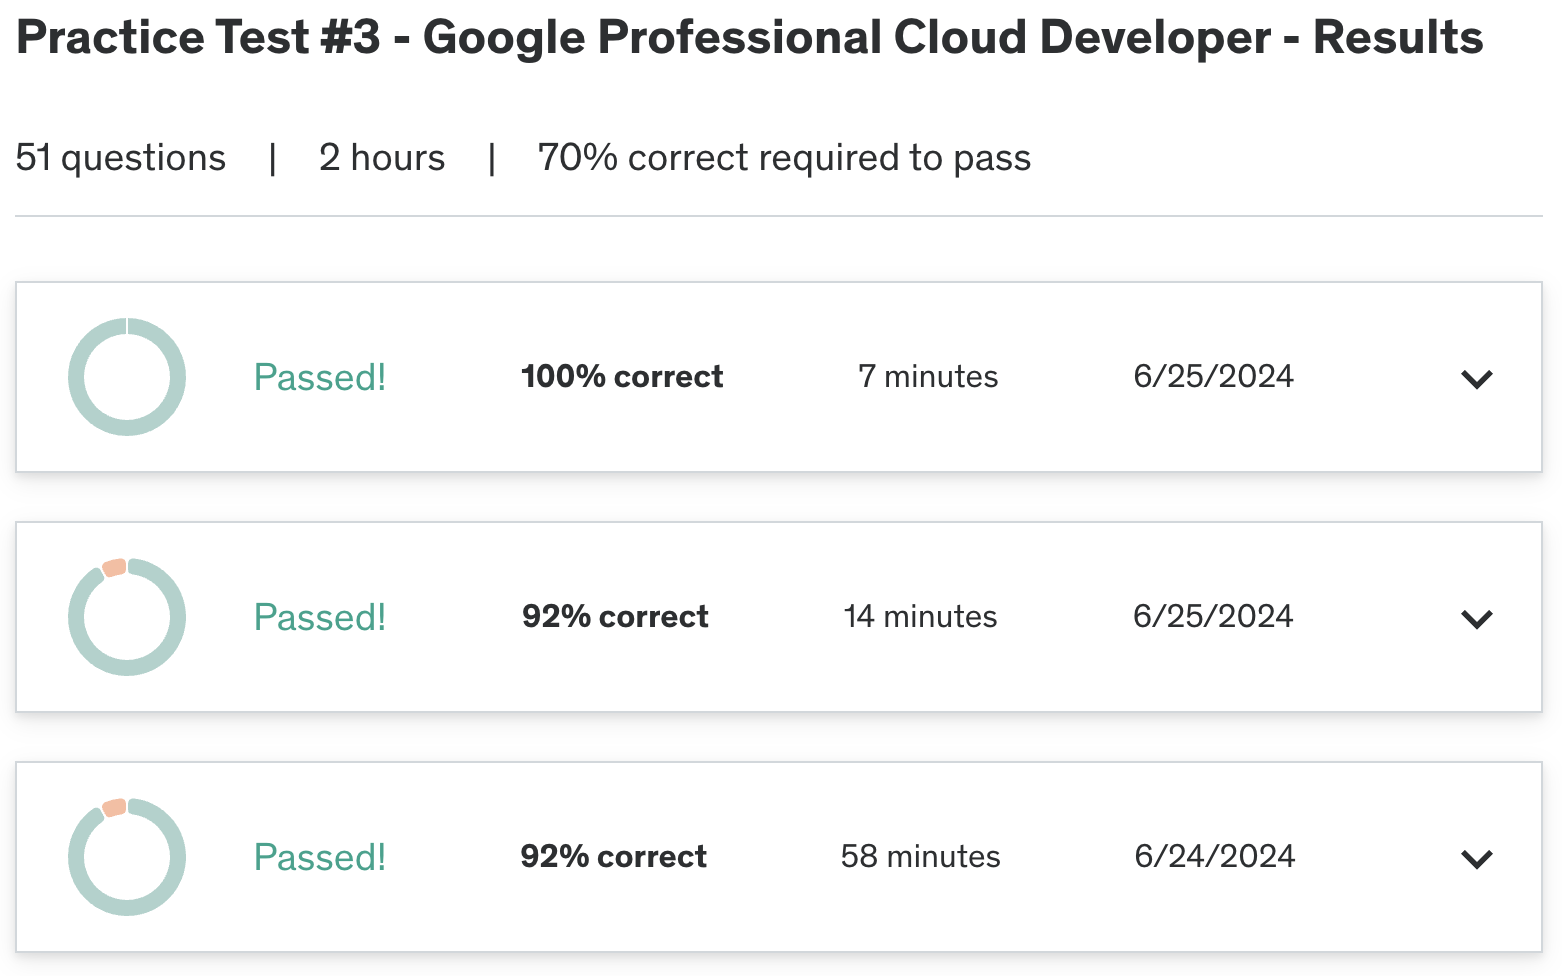 Practice Test #3 - Google Professional Cloud Developer - Results
51 questions | 2 hours | 70% correct required to pass
Passed! 100% correct 7 minutes 6/25/2024
Passed! 92% correct 14 minutes 6/25/2024
Passed! 92% correct 58 minutes 6/24/2024